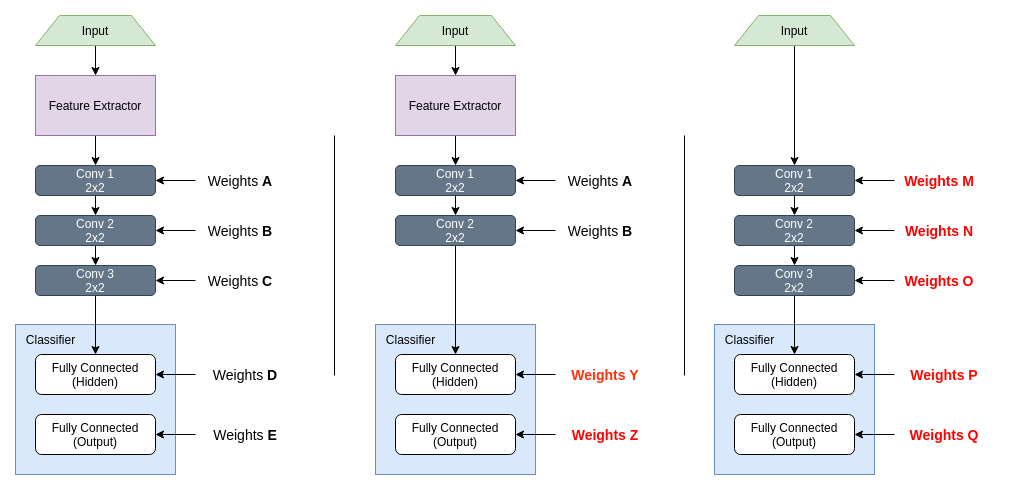 Input
Feature Extractor
Conv 1
2x2
Weights A
Conv 2
2x2
Weights B
Conv 3
2x2
Weights C
Classifier
Fully Connected
(Hidden)
Weights D
Fully Connected
(Output)
Weights E
Input
Feature Extractor
Conv 1
2x2
Weights A
Conv 2
2x2
Weights B
Classifier
Fully Connected
(Hidden)
Weights Y
Fully Connected
(Output)
Weights Z
Input
Conv 1
2x2
Weights M
Conv 2
2x2
Weights N
Conv 3
2x2
Weights O
Classifier
Fully Connected
(Hidden)
Weights P
Fully Connected
(Output)
Weights Q